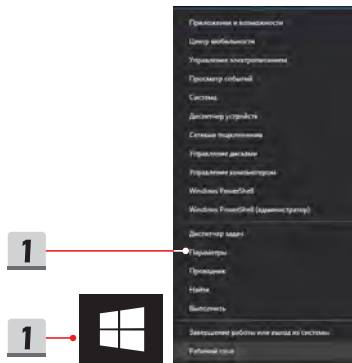 Приложения и возможности
Центр мобильности
Управление электропитанием
Просмотр событий
Система
Диспетчер устройств
Сетевые подключения
Управление дисками
Управление компьютером
Windows PowerShell
Windows PowerShell (администратор)
Диспетчер задач
1
Параметры
Проводник
Найти
Выполнить
1
Завершение работы или выход из системы
Рабочий стол